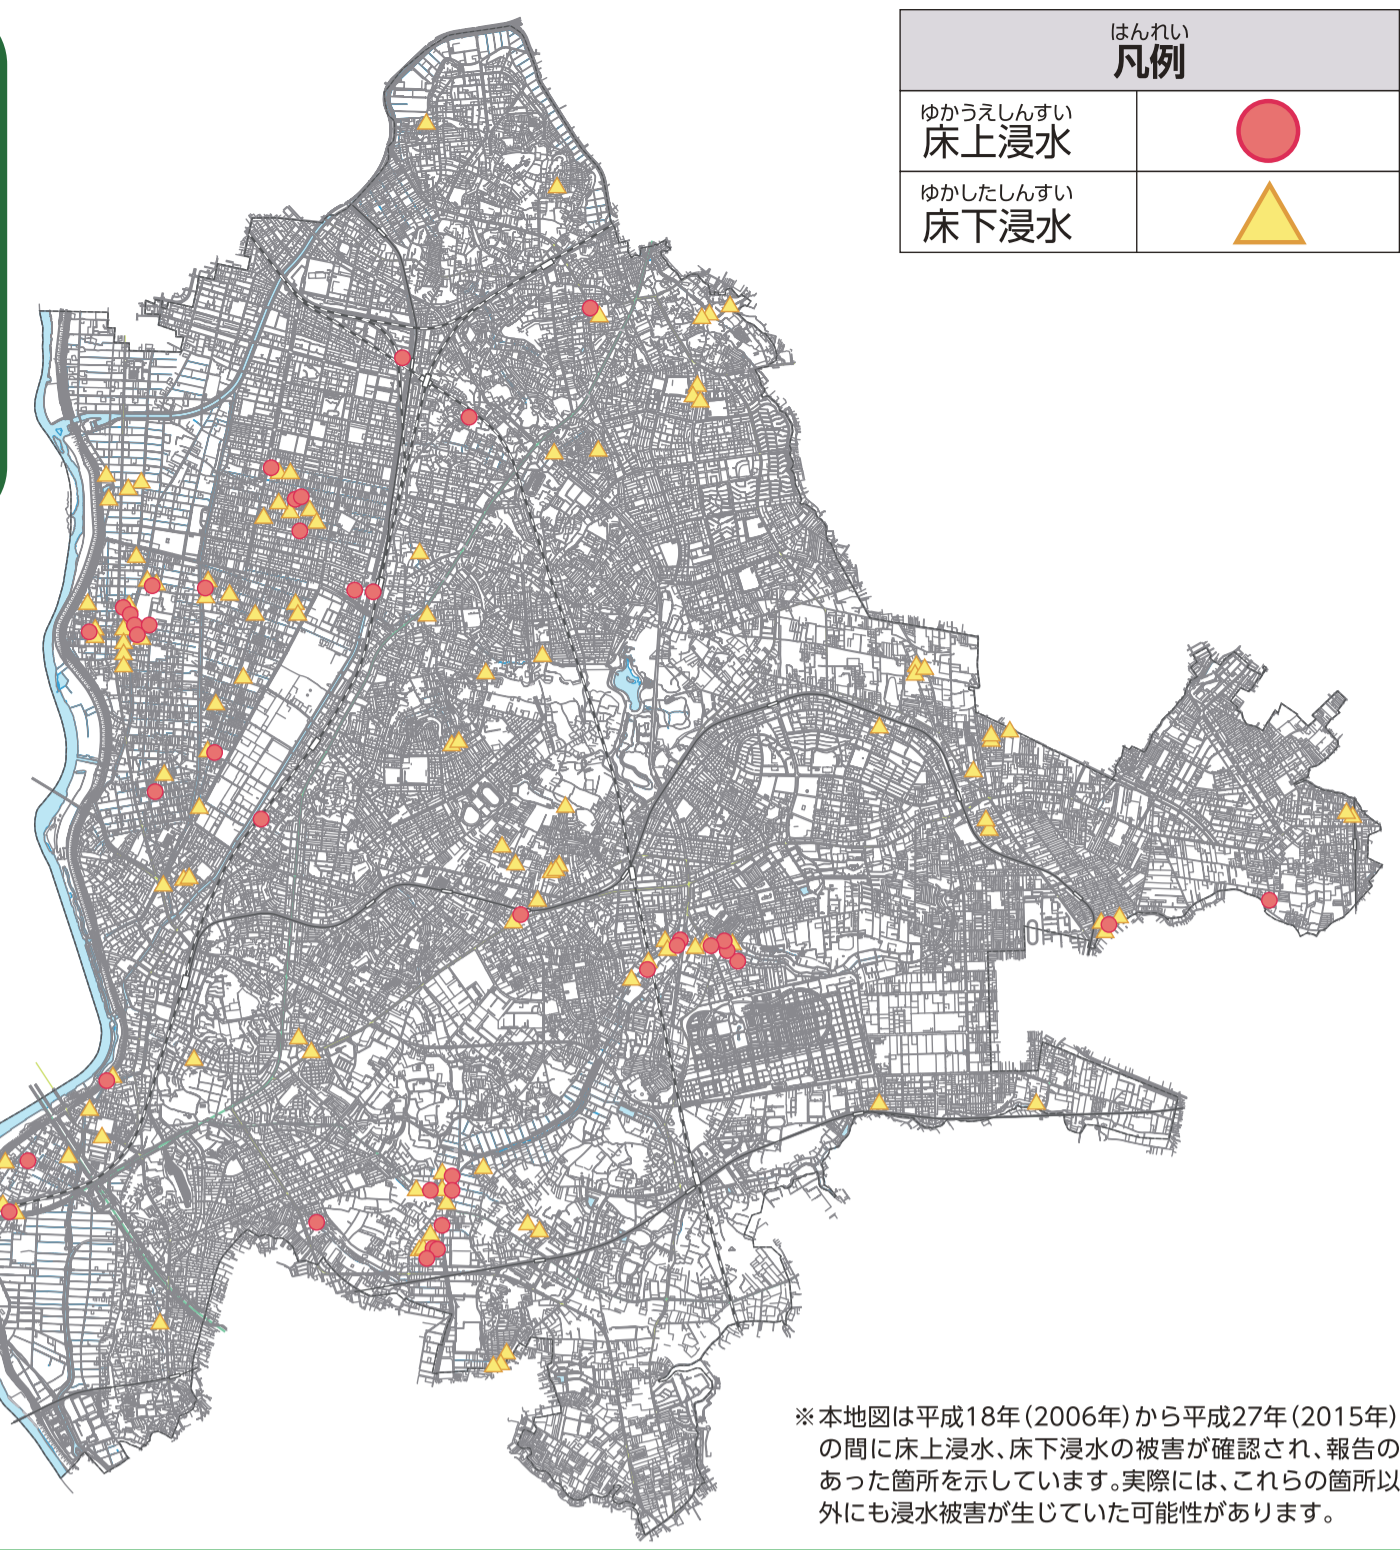 はんれい
凡例
ゆかうえしんすい
床上浸水
ゆかしたしんすい
床下浸水
※本地図は平成18年（2006年）から平成27年（2015年）
の間に床上浸水、床下浸水の被害が確認され、報告の
あった箇所を示しています。実際には、これらの箇所以
外にも浸水被害が生じていた可能性があります。